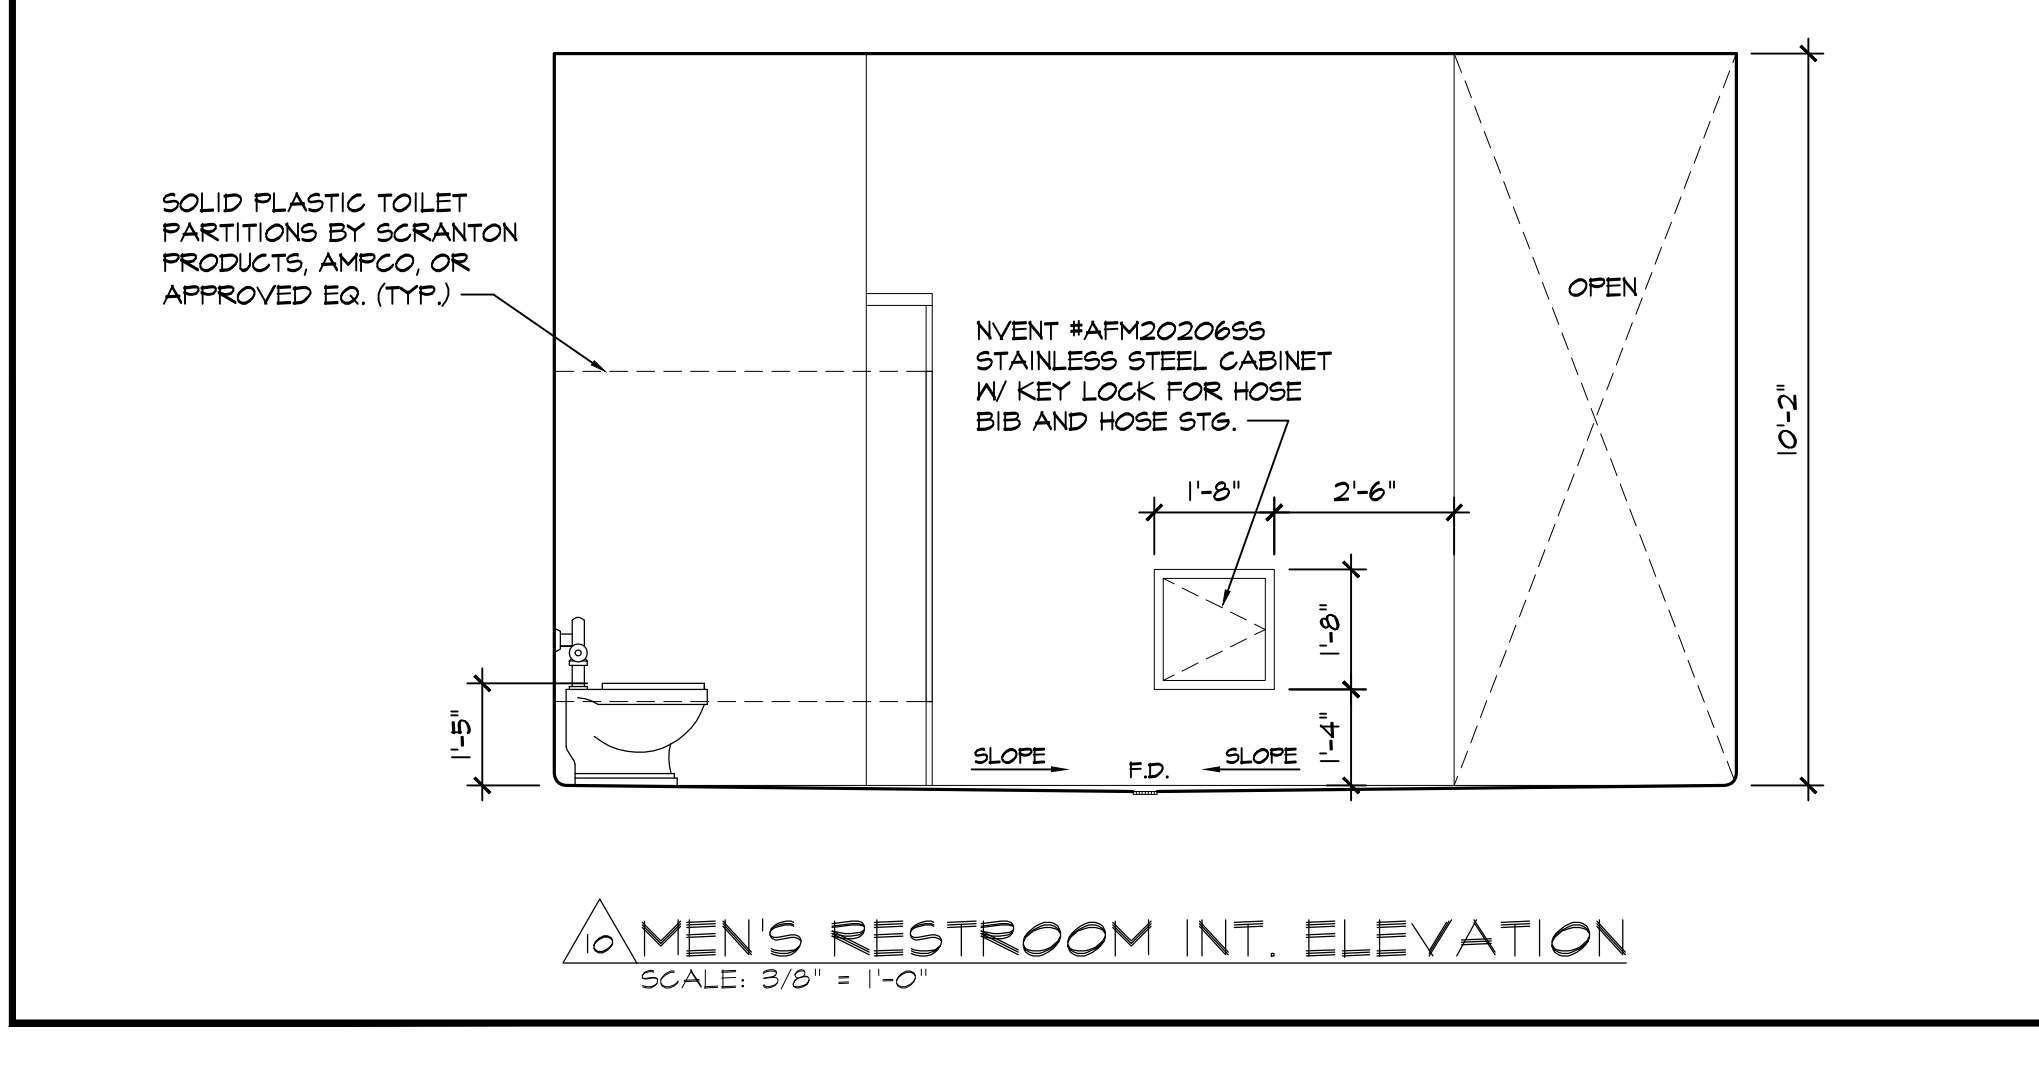 SOLID PLASTIC TOILET
PARTITIONS BY SCRANTON
PRODUCTS, AMPCO, OR
APPROVED EQ. (TYP.)
OPEN
NVENT #AFM20206SS
STAINLESS STEEL CABINET
W/ KEY LOCK FOR HOSE
BIB AND HOSE STG.
10'-2"
1'-8"
2'-6"
1'-8"
1'-5"
1'-4"
SLOPE
F.D.
SLOPE
10
MEN'S RESTROOM INT. ELEVATION
SCALE: 3/8" = 1'-0"